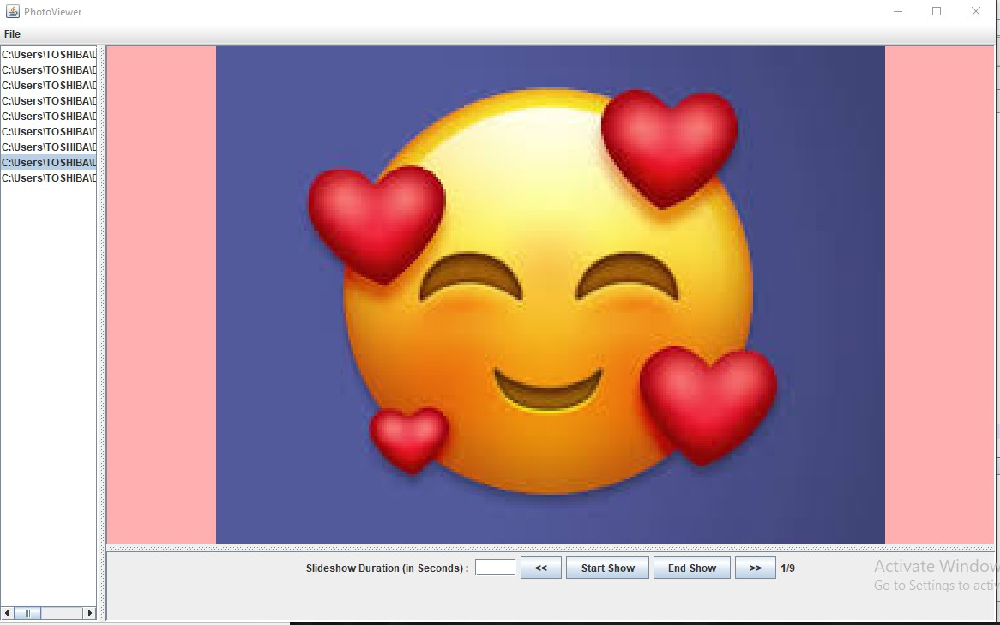 PhotoViewer
File
C:\Users\TOSHIBA\
C:\Users\TOSHIBA\
C:\Users\TOSHIBA\
C:\Users\TOSHIBA\
C:\Users\TOSHIBA\
C:\Users\TOSHIBA\
C:\Users\TOSHIBA\
C:\Users\TOSHIBA\
C:\Users\TOSHIBA\
Slideshow Duration (in Seconds) : << Start Show End Show >> 1/9
Activate Window
Go to Settings to activ